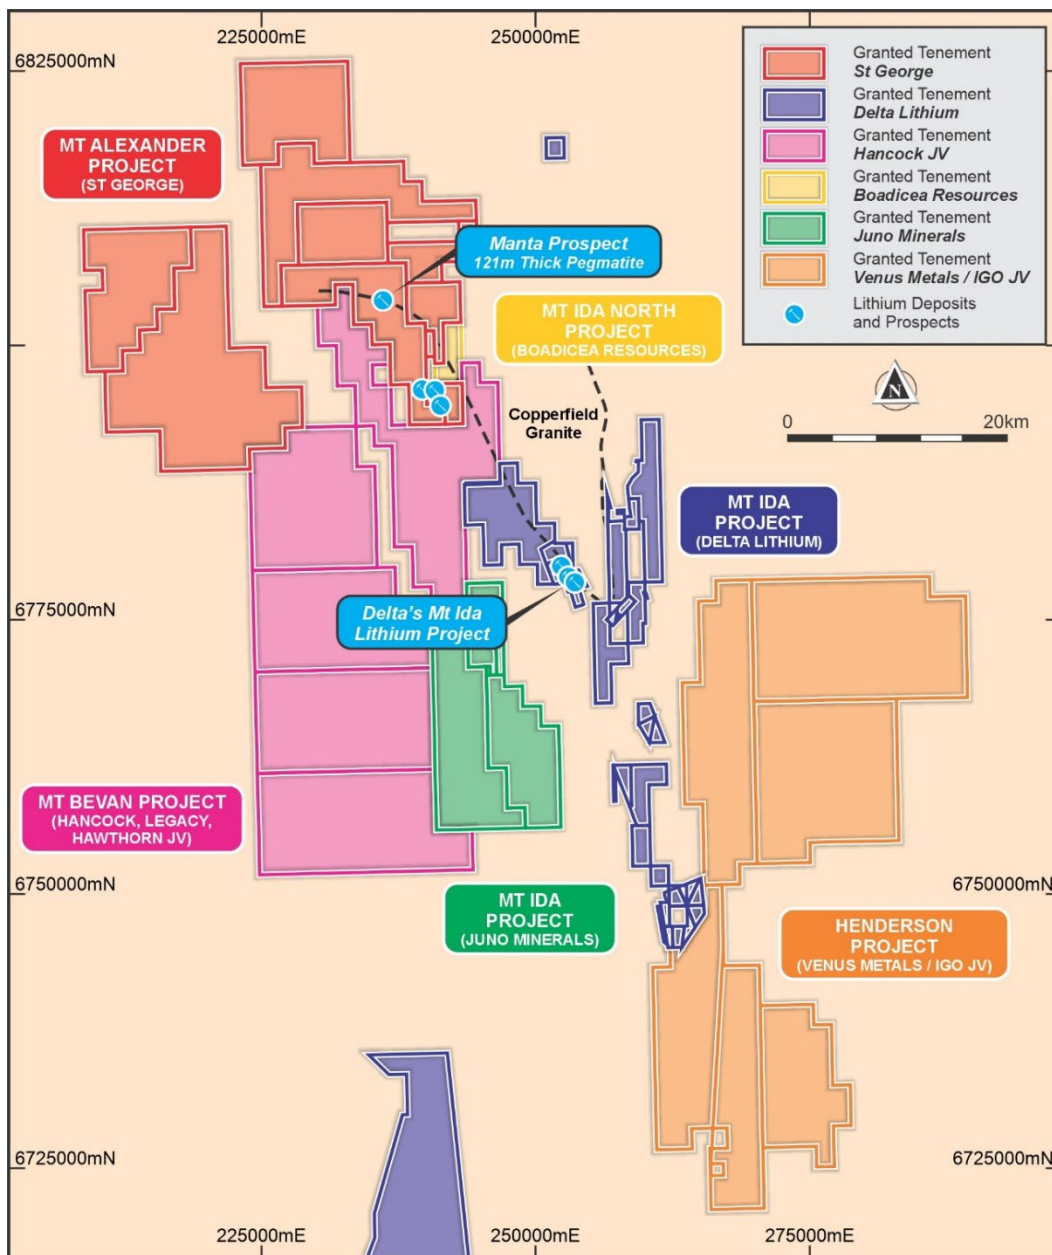 225000mE
250000mE
6825000mN
Granted Tenement
St George
Granted Tenement
Delta Lithium
Granted Tenement
Hancock JV
Granted Tenement
Boadicea Resources
Granted Tenement
Juno Minerals
Granted Tenement
Venus Metals / IGO JV
Lithium Deposits
and Prospects
MT ALEXANDER
PROJECT
(ST GEORGE)
Manta Prospect
121m Thick Pegmatite
MT IDA NORTH
PROJECT
(BOADICEA RESOURCES)
N
0
20km
Copperfield
Granite
MT IDA
PROJECT
(DELTA LITHIUM)
6775000mN
Delta's Mt Ida
Lithium Project
MT BEVAN PROJECT
(HANCOCK, LEGACY,
HAWTHORN JV)
6750000mN
6750000mN
MT IDA
PROJECT
(JUNO MINERALS)
HENDERSON
PROJECT
(VENUS METALS / IGO JV)
6725000mN
6725000mN
225000mE
250000mE
275000mE